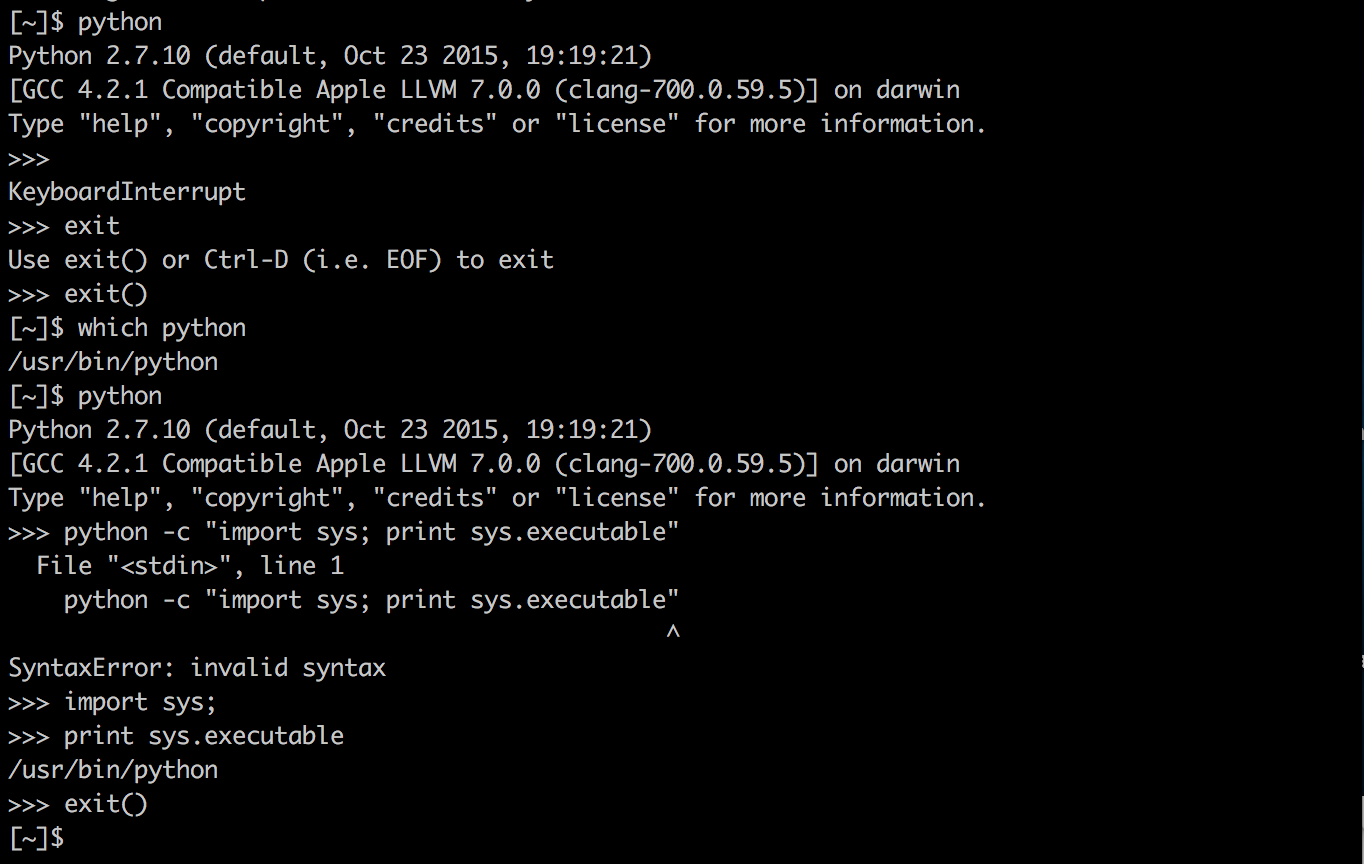 [~]$ python
Python 2.7.10 (default, Oct 23 2015, 19:19:21)
[GCC 4.2.1 Compatible Apple LLVM 7.0.0 (clang-700.0.59.5)] on darwin
Type "help", "copyright", "credits" or "license" for more information.
>>>
KeyboardInterrupt
>>> exit
Use exit() or Ctrl-D (i.e. EOF) to exit
>>> exit()
[~]$ which python
/usr/bin/python
[~]$ python
Python 2.7.10 (default, Oct 23 2015, 19:19:21)
[GCC 4.2.1 Compatible Apple LLVM 7.0.0 (clang-700.0.59.5)] on darwin
Type "help", "copyright", "credits" or "license" for more information.
>>> python -c "import sys; print sys.executable"
  File "<stdin>", line 1
    python -c "import sys; print sys.executable"
                                               ^
SyntaxError: invalid syntax
>>> import sys;
>>> print sys.executable
/usr/bin/python
>>> exit()
[~]$